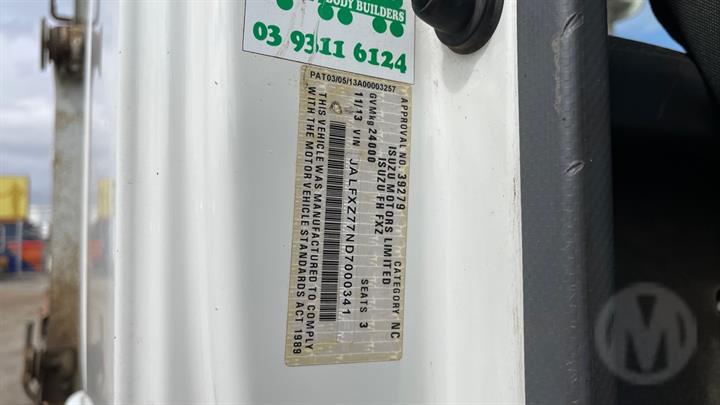 BODY BUILDERS
03 9311 6124
PAT03/05/13A00003257
APPROVAL NO. 39279 CATEGORY NC
ISUZU MOTORS LIMITED
ISUZU FH FXZ
GVMkg 24000
11/13 VIN JALFXZ77ND7000341 SEATS 3
THIS VEHICLE WAS MANUFACTURED TO COMPLY
WITH THE MOTOR VEHICLE STANDARDS ACT 1989
M